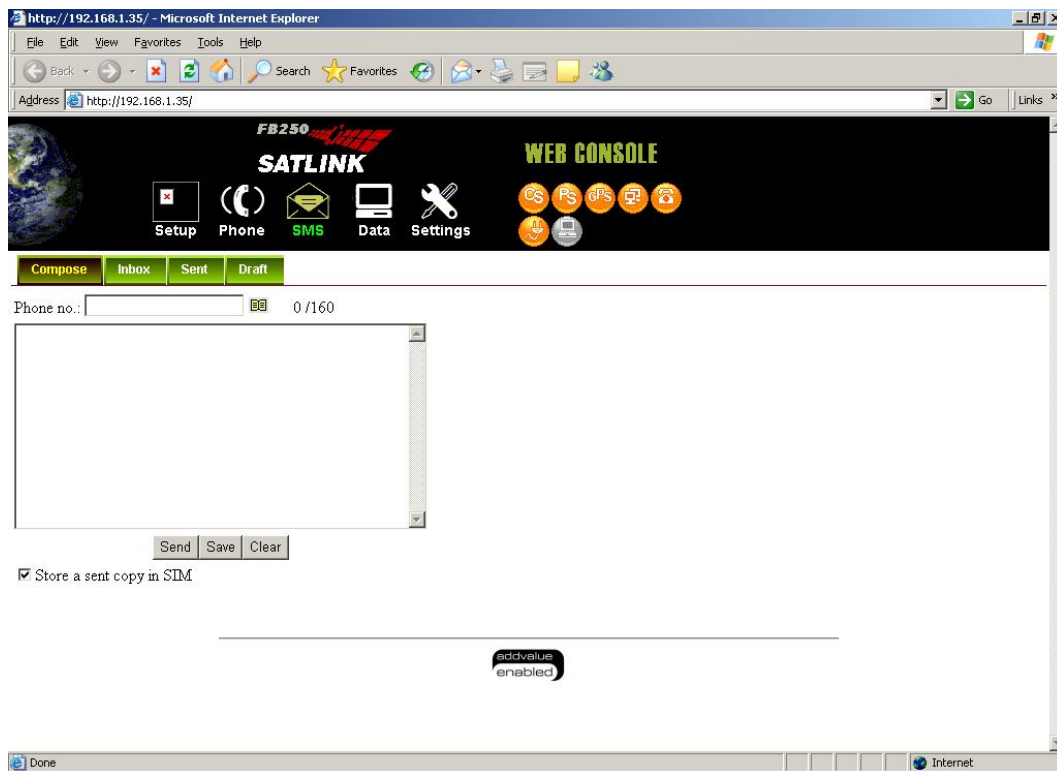 http://192.168.1.35/ - Microsoft Internet Explorer
File Edit View Favorites Tools Help
Back Search Favorites
Address http://192.168.1.35/ Go Links »
FB250
SATLINK
WEB CONSOLE
CS PS GPS
Setup Phone SMS Data Settings
Compose Inbox Sent Draft
Phone no.: 0 /160
Send Save Clear
Store a sent copy in SIM
addvalue
enabled
Done Internet